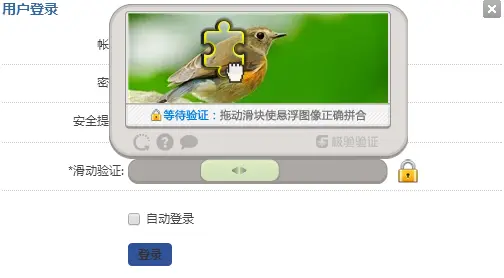 用户登录
帐
密
🔒等待验证：拖动滑块使悬浮图像正确拼合
安全提
极验验证
*滑动验证:
自动登录
登录